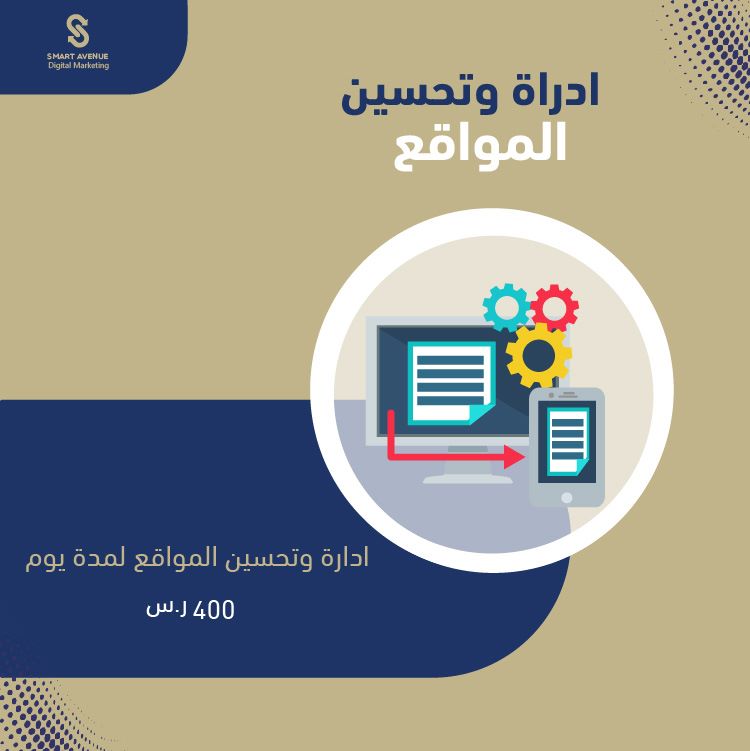 SMART AVENUE
Digital Marketing
ادراة وتحسين
المواقع
ادارة وتحسين المواقع لمدة يوم
400 ر.س